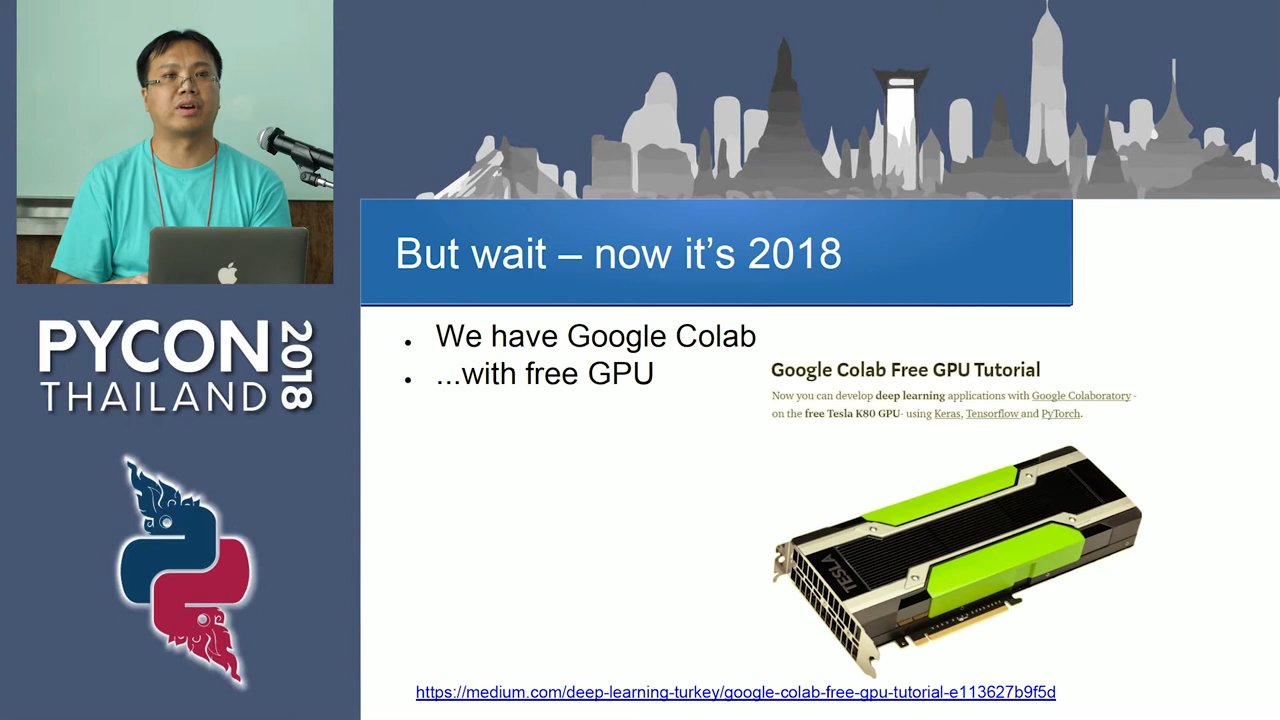 PYCON
THAILAND
2018
But wait – now it's 2018
We have Google Colab
...with free GPU
Google Colab Free GPU Tutorial
Now you can develop deep learning applications with Google Colaboratory -
on the free Tesla K80 GPU- using Keras, Tensorflow and PyTorch.
TESLA
https://medium.com/deep-learning-turkey/google-colab-free-gpu-tutorial-e113627b9f5d